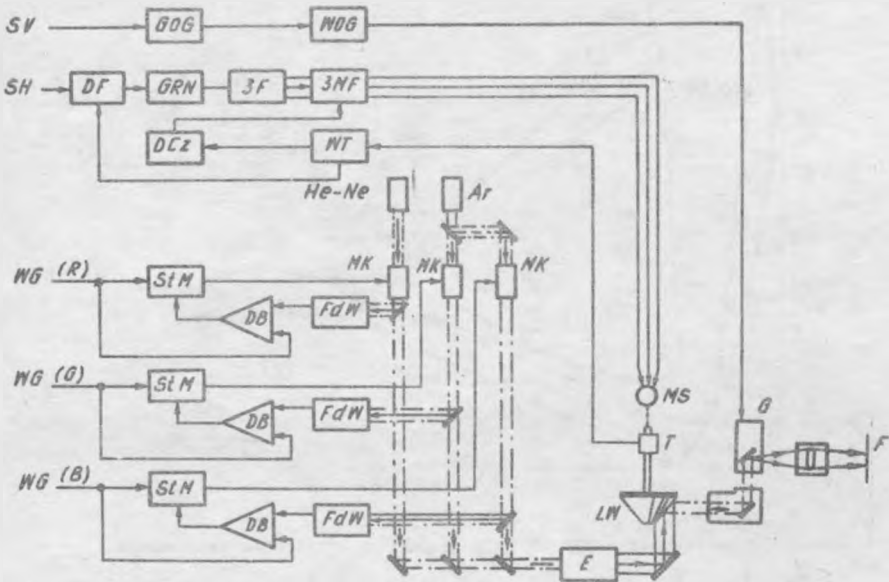 SV
GOG
WOG
SH
DF
GRN
3F
3NF
DCz
WT
He-Ne
Ar
WG (R)
StM
MK
MK
MK
DB
FdW
WG (G)
StM
DB
FdW
MS
G
T
F
WG (B)
StM
DB
FdW
LW
E